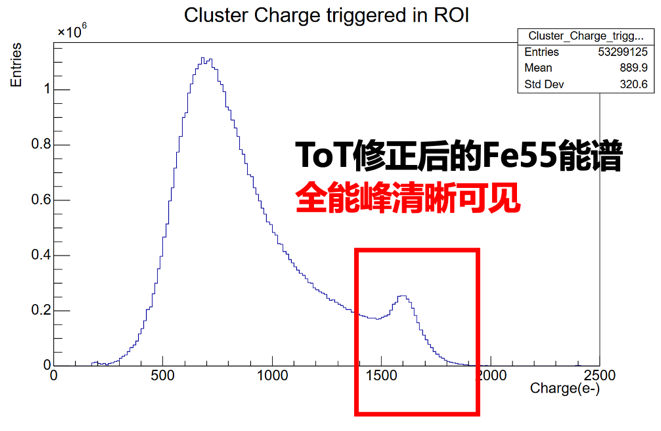 Cluster Charge triggered in ROI
×10⁶
Entries
Cluster_Charge_trigg...
Entries 53299125
Mean 889.9
Std Dev 320.6
1
0.8
0.6
0.4
0.2
0
ToT修正后的Fe55能谱
全能峰清晰可见
0 500 1000 1500 2000 2500
Charge(e-)